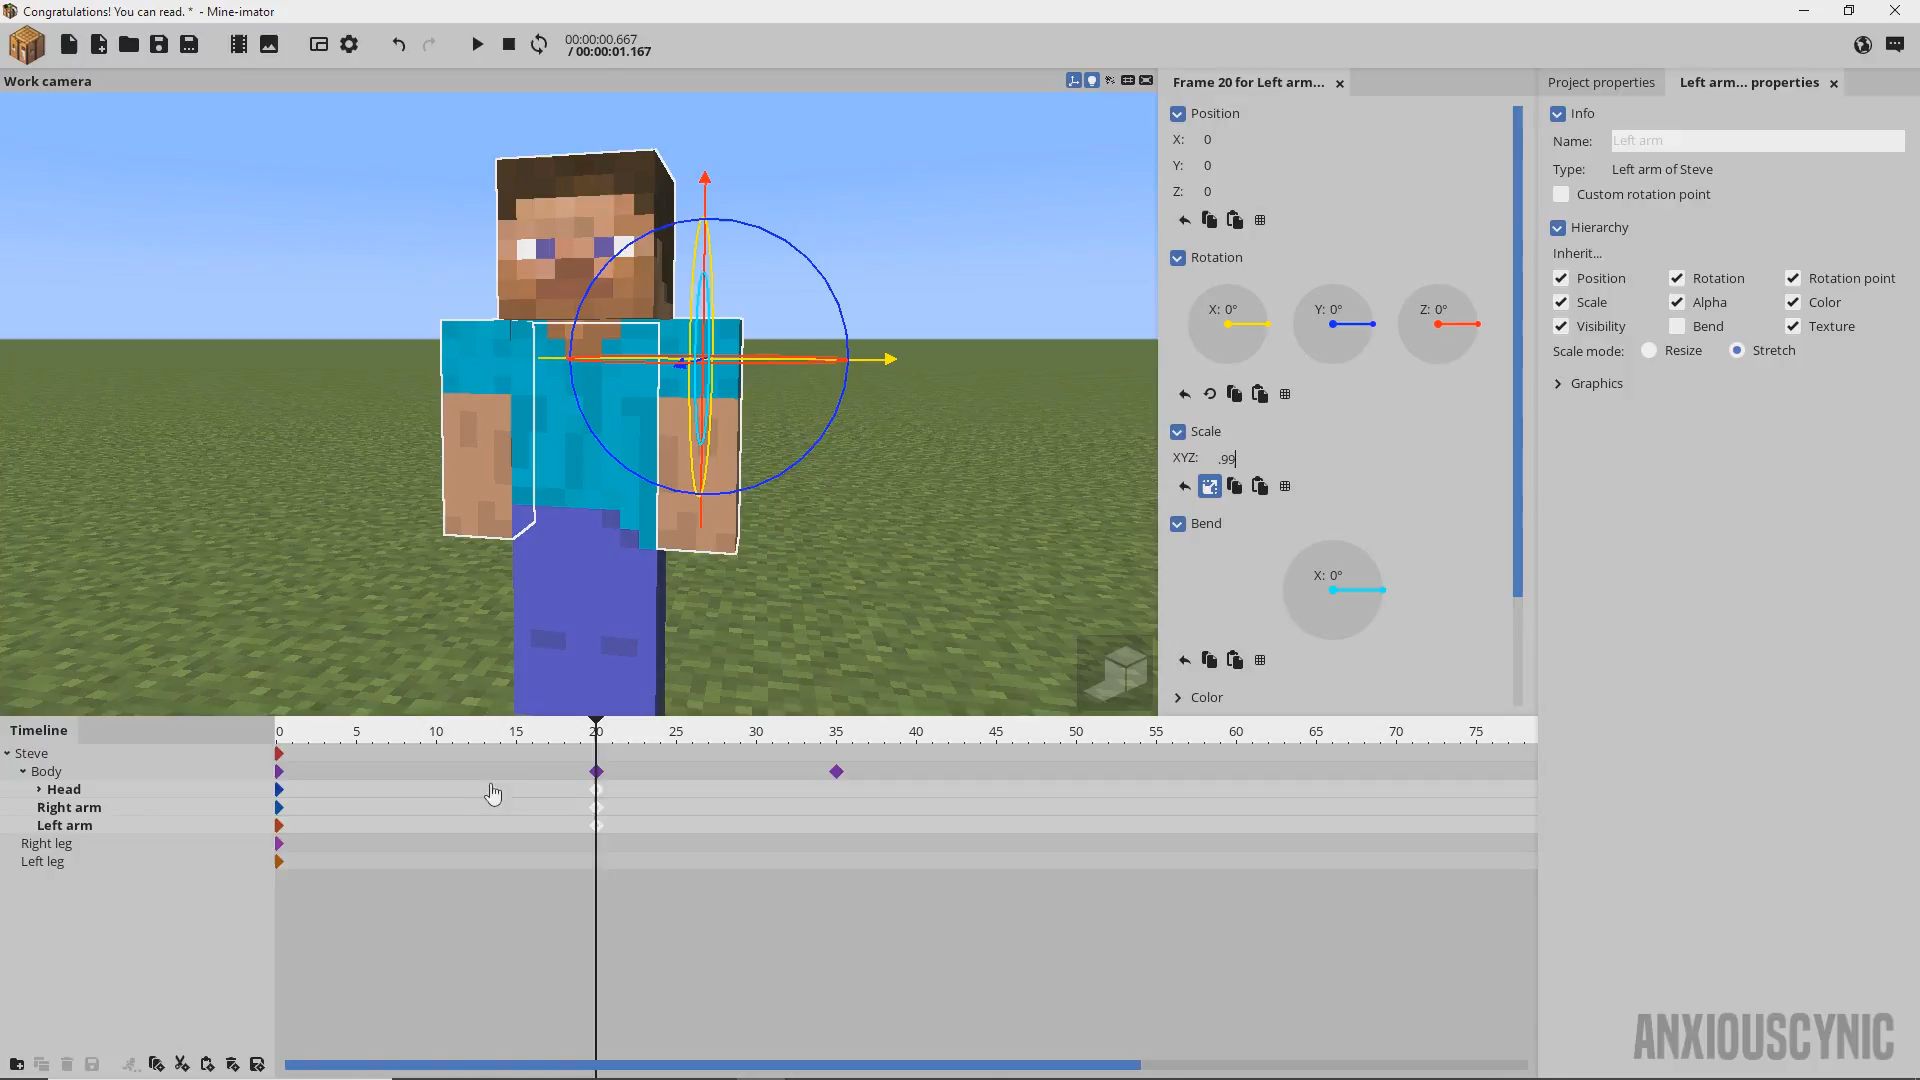 Congratulations! You can read. * - Mine-imator
00:00:00.667
/ 00:00:01.167
Work camera
Frame 20 for Left arm...
Position
X: 0
Y: 0
Z: 0
Rotation
X: 0° Y: 0° Z: 0°
Scale
XYZ: .99
Bend
X: 0°
Color
Project properties Left arm... properties
Info
Name: Left arm
Type: Left arm of Steve
Custom rotation point
Hierarchy
Inherit...
Position Rotation Rotation point
Scale Alpha Color
Visibility Bend Texture
Scale mode: Resize Stretch
Graphics
Timeline
0 5 10 15 20 25 30 35 40 45 50 55 60 65 70 75
Steve
Body
Head
Right arm
Left arm
Right leg
Left leg
ANXIOUSCYNIC